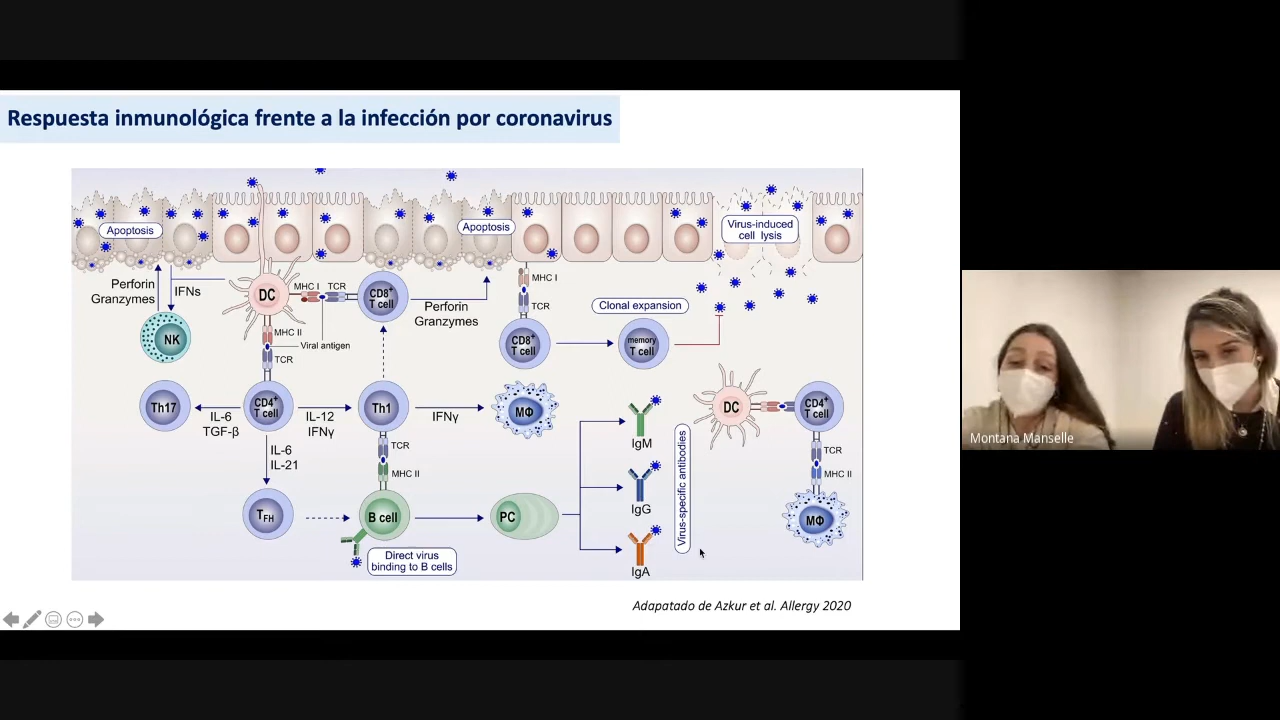 Respuesta inmunológica frente a la infección por coronavirus
Apoptosis
Apoptosis
Virus-induced
cell lysis
Perforin
Granzymes
IFNs
DC
MHC I
TCR
CD8+
T cell
Perforin
Granzymes
MHC I
TCR
Clonal expansion
NK
MHC II
Viral antigen
TCR
CD8+
T cell
memory
T cell
Th17
IL-6
TGF-β
CD4+
T cell
IL-12
IFNγ
Th1
IFNγ
MΦ
IgM
DC
CD4+
T cell
IL-6
IL-21
TCR
MHC II
IgG
Virus-specific antibodies
TCR
MHC II
TFH
B cell
PC
MΦ
Direct virus
binding to B cells
IgA
Adapatado de Azkur et al. Allergy 2020
Montana Manselle